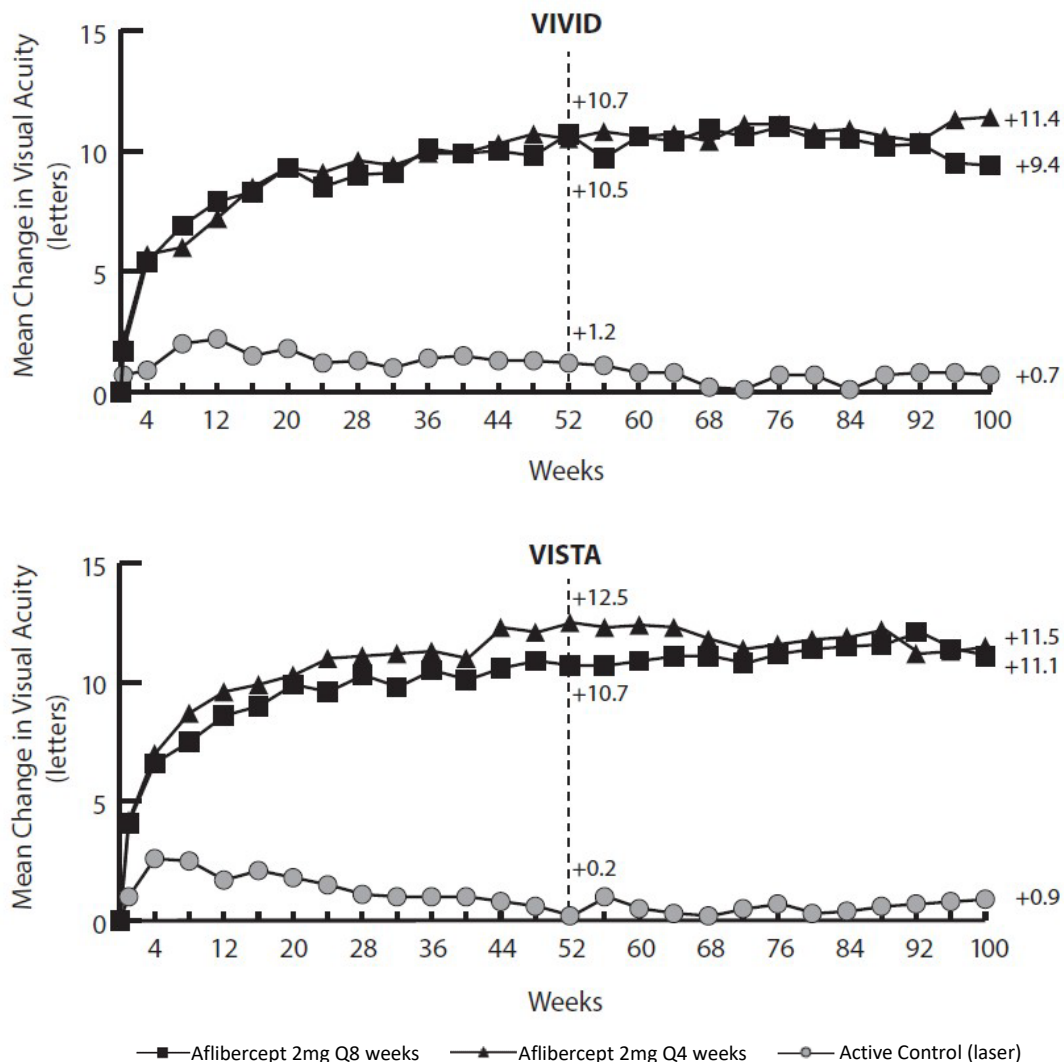 VIVID
15
10
5
0
Mean Change in Visual Acuity
(letters)
+10.7
+10.5
+1.2
+11.4
+9.4
+0.7
4 12 20 28 36 44 52 60 68 76 84 92 100
Weeks
VISTA
15
10
5
0
Mean Change in Visual Acuity
(letters)
+12.5
+10.7
+0.2
+11.5
+11.1
+0.9
4 12 20 28 36 44 52 60 68 76 84 92 100
Weeks
Aflibercept 2mg Q8 weeks Aflibercept 2mg Q4 weeks Active Control (laser)